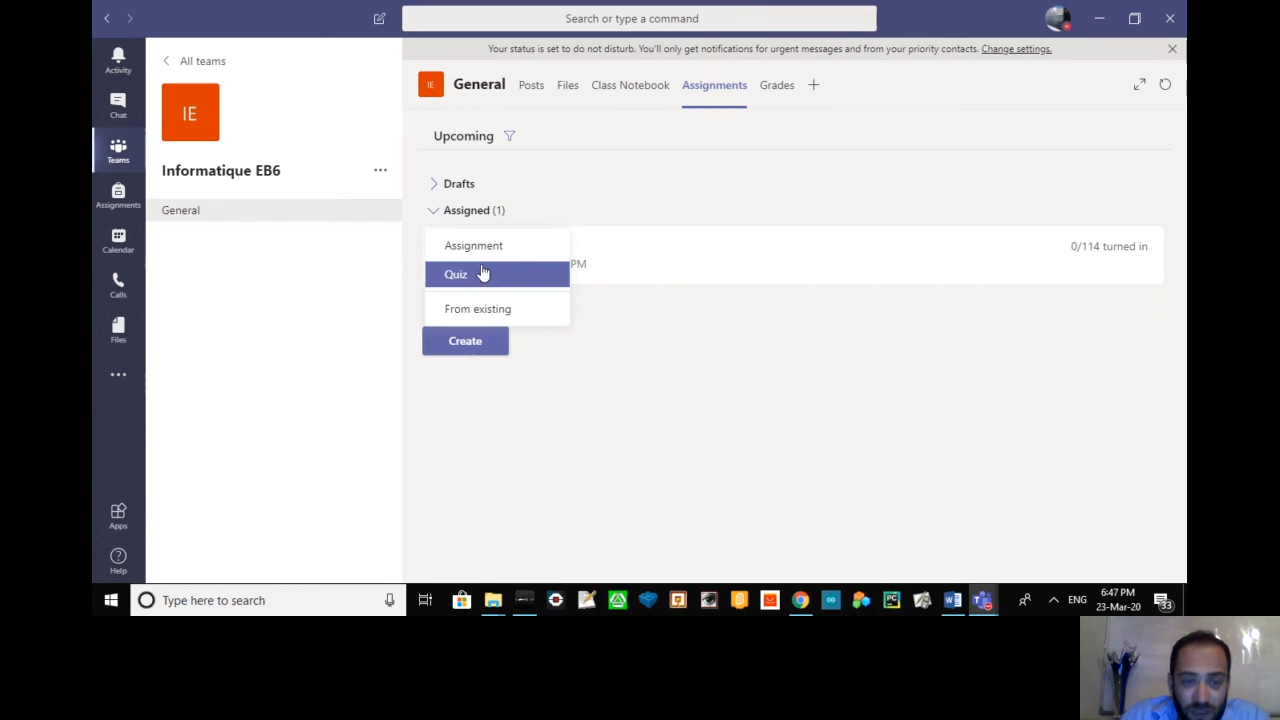 Search or type a command
Your status is set to do not disturb. You'll only get notifications for urgent messages and from your priority contacts. Change settings.
Activity
Chat
Teams
Assignments
Calendar
Calls
Files
Apps
Help
All teams
IE
Informatique EB6
General
IE
General
Posts
Files
Class Notebook
Assignments
Grades
Upcoming
Drafts
Assigned (1)
Assignment
Quiz
From existing
PM
0/114 turned in
Create
Type here to search
PC
ENG
6:47 PM
23-Mar-20
33